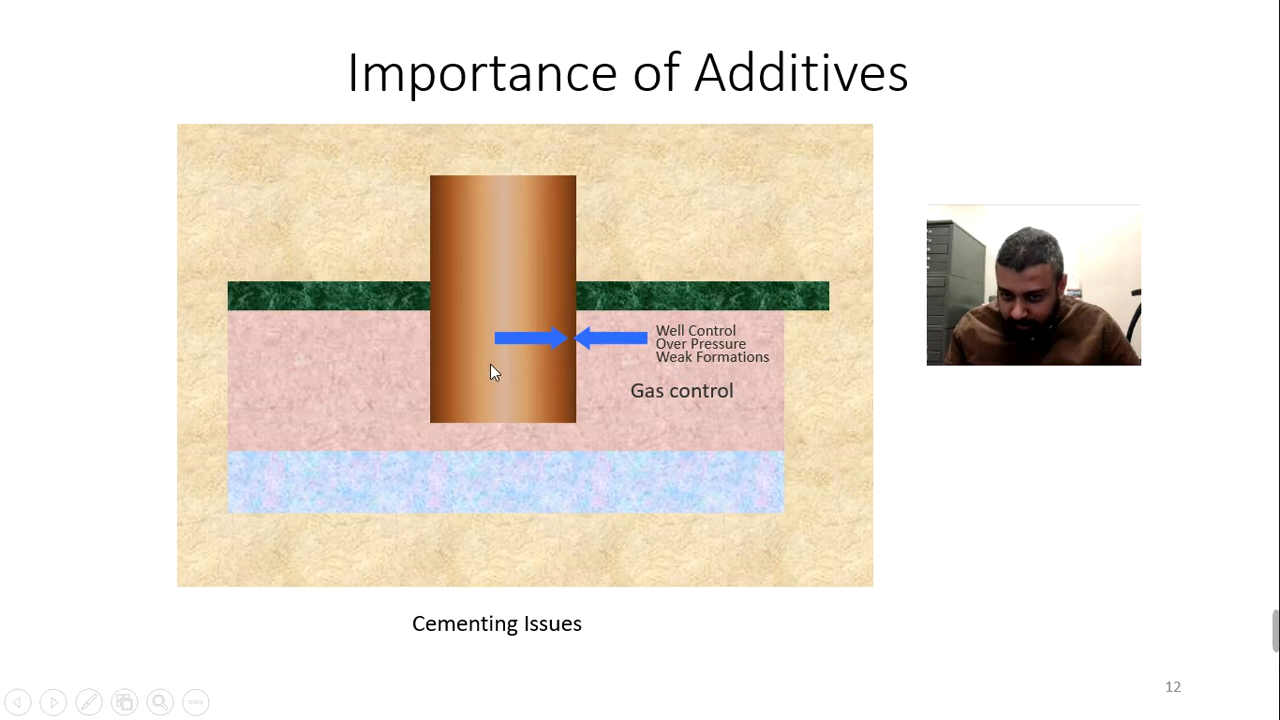 Importance of Additives
Well Control
Over Pressure
Weak Formations
Gas control
Cementing Issues
12